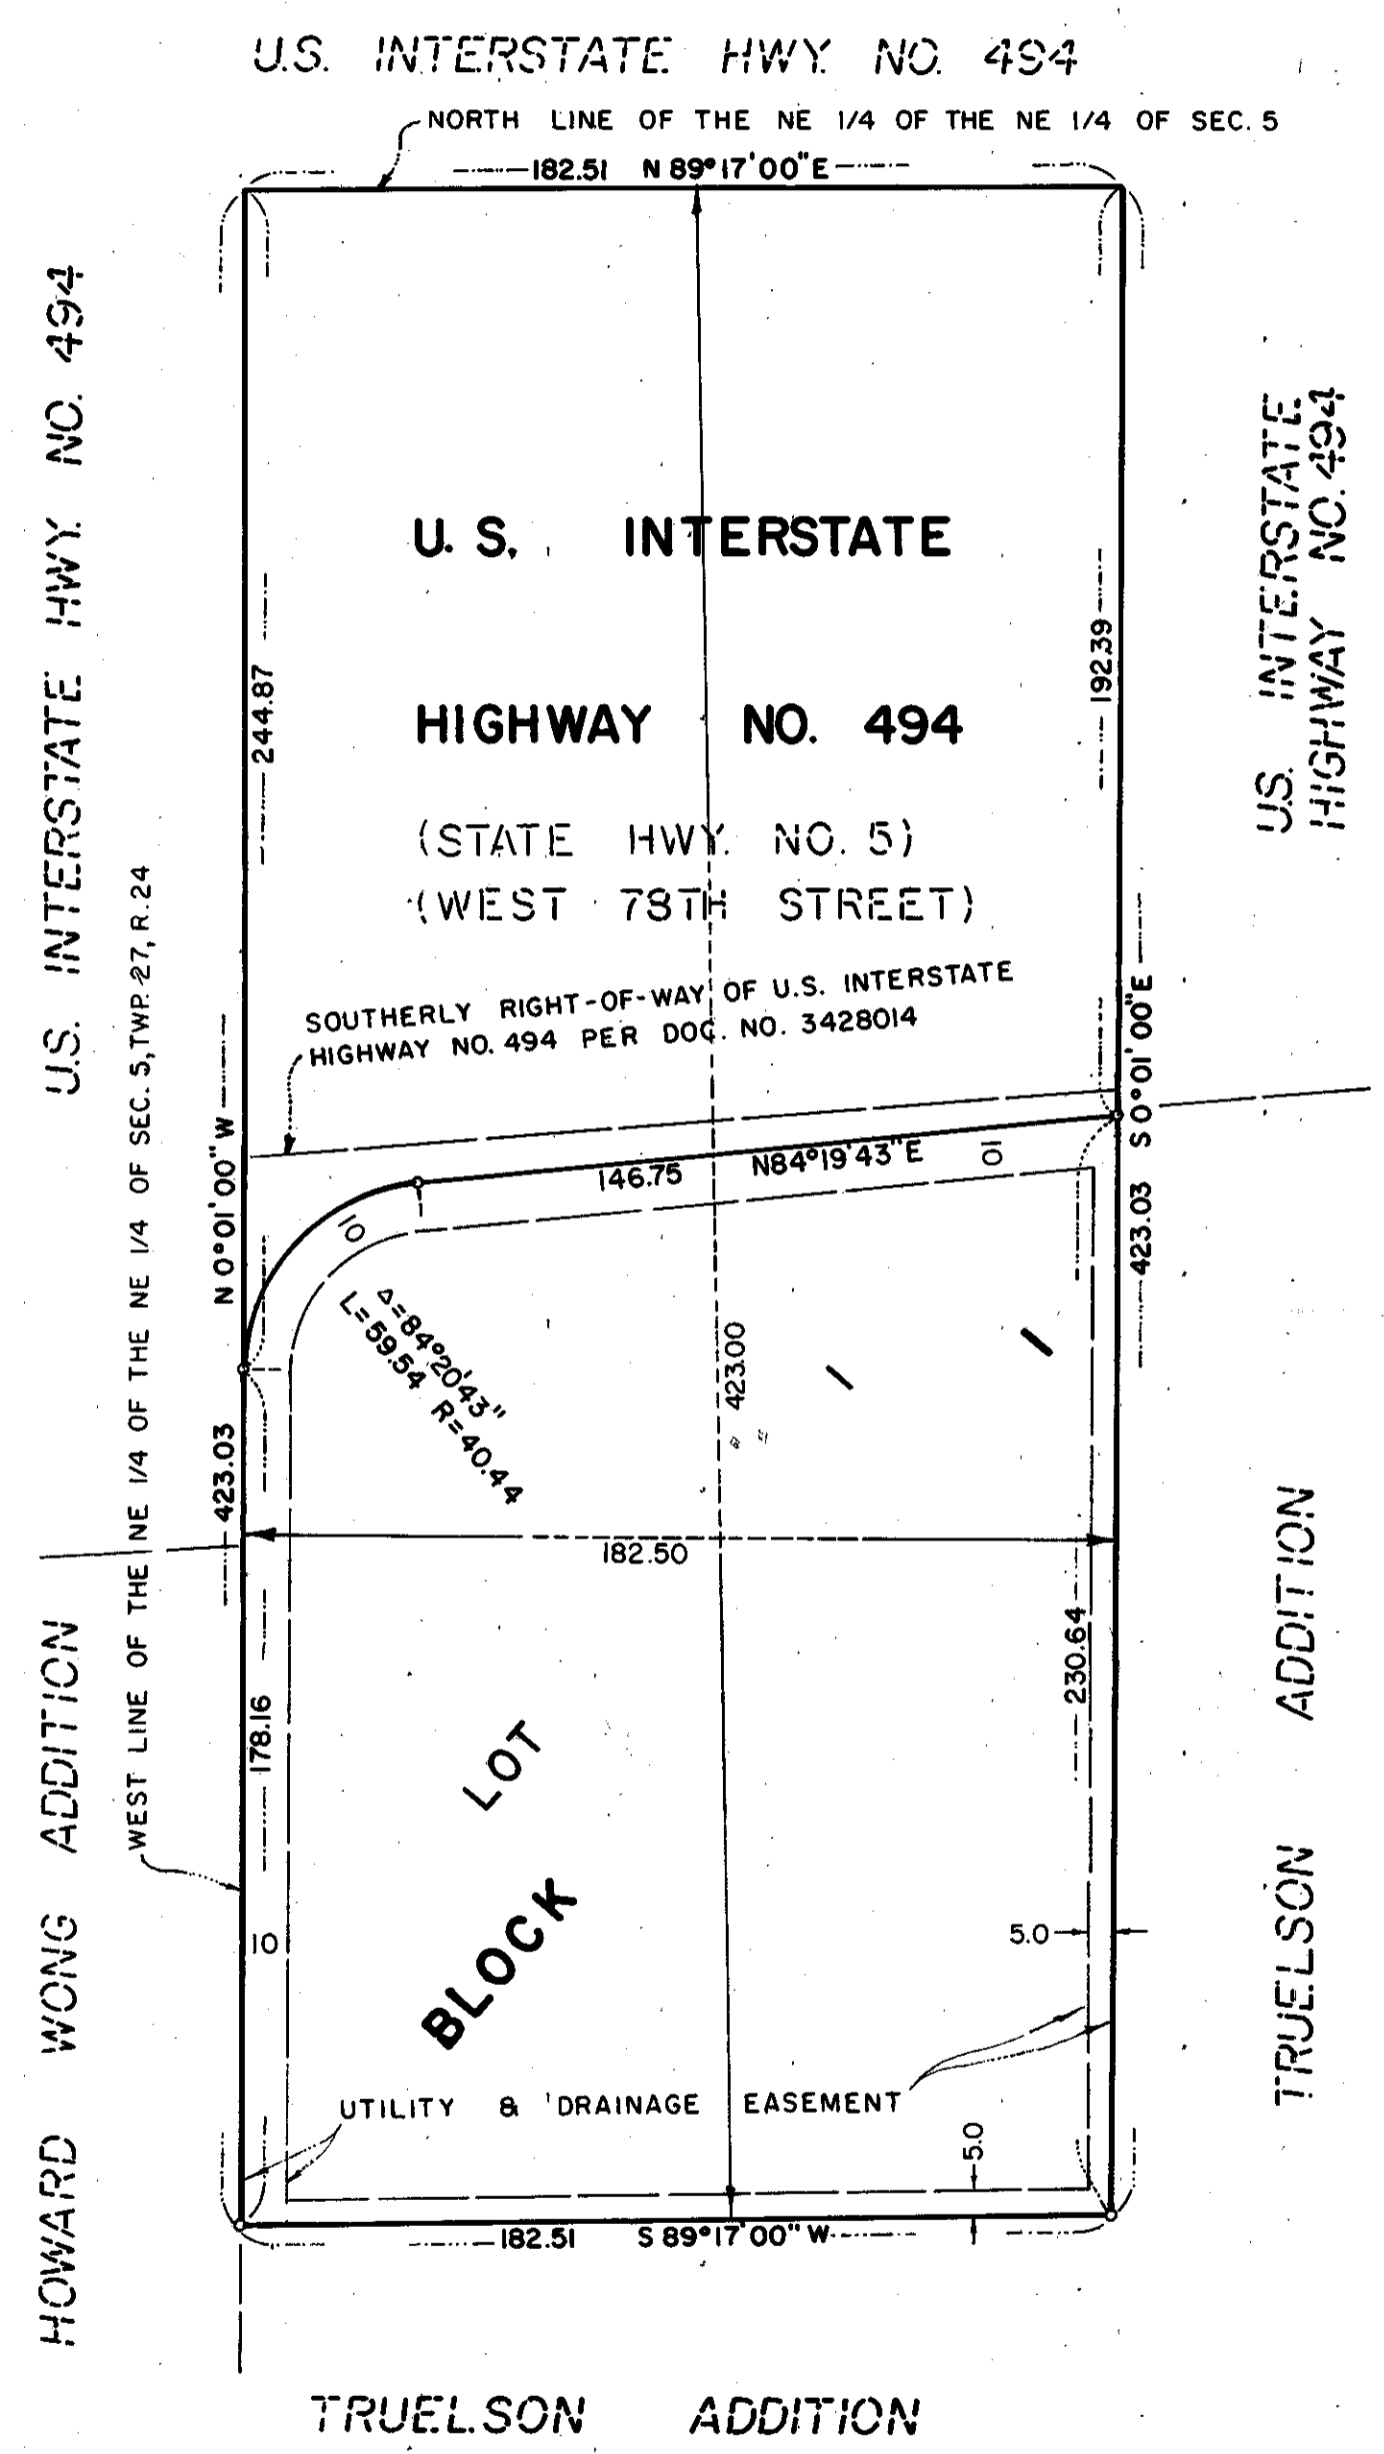 U.S. INTERSTATE HWY. NO. 494
NORTH LINE OF THE NE 1/4 OF THE NE 1/4 OF SEC. 5
182.51 N 89°17'00"E
U.S. INTERSTATE HWY. NO. 494
U.S. INTERSTATE
HIGHWAY NO. 494
U. S. INTERSTATE
HIGHWAY NO. 494
(STATE HWY. NO. 5)
(WEST 78TH STREET)
244.87
192.39
SOUTHERLY RIGHT-OF-WAY OF U.S. INTERSTATE
HIGHWAY NO. 494 PER DOC. NO. 3428014
WEST LINE OF THE NE 1/4 OF THE NE 1/4 OF SEC. 5, TWP. 27, R. 24
423.03 N 0°01'00"W
423.03 S 0°01'00"E
146.75 N84°19'43"E
10
10
Δ=84°20'43"
L=59.54 R=40.44
423.00
182.50
178.16
230.64
LOT 1
BLOCK 1
10
5.0
UTILITY & DRAINAGE EASEMENT
5.0
182.51 S 89°17'00" W
HOWARD WONG ADDITION
TRUELSON ADDITION
TRUELSON ADDITION